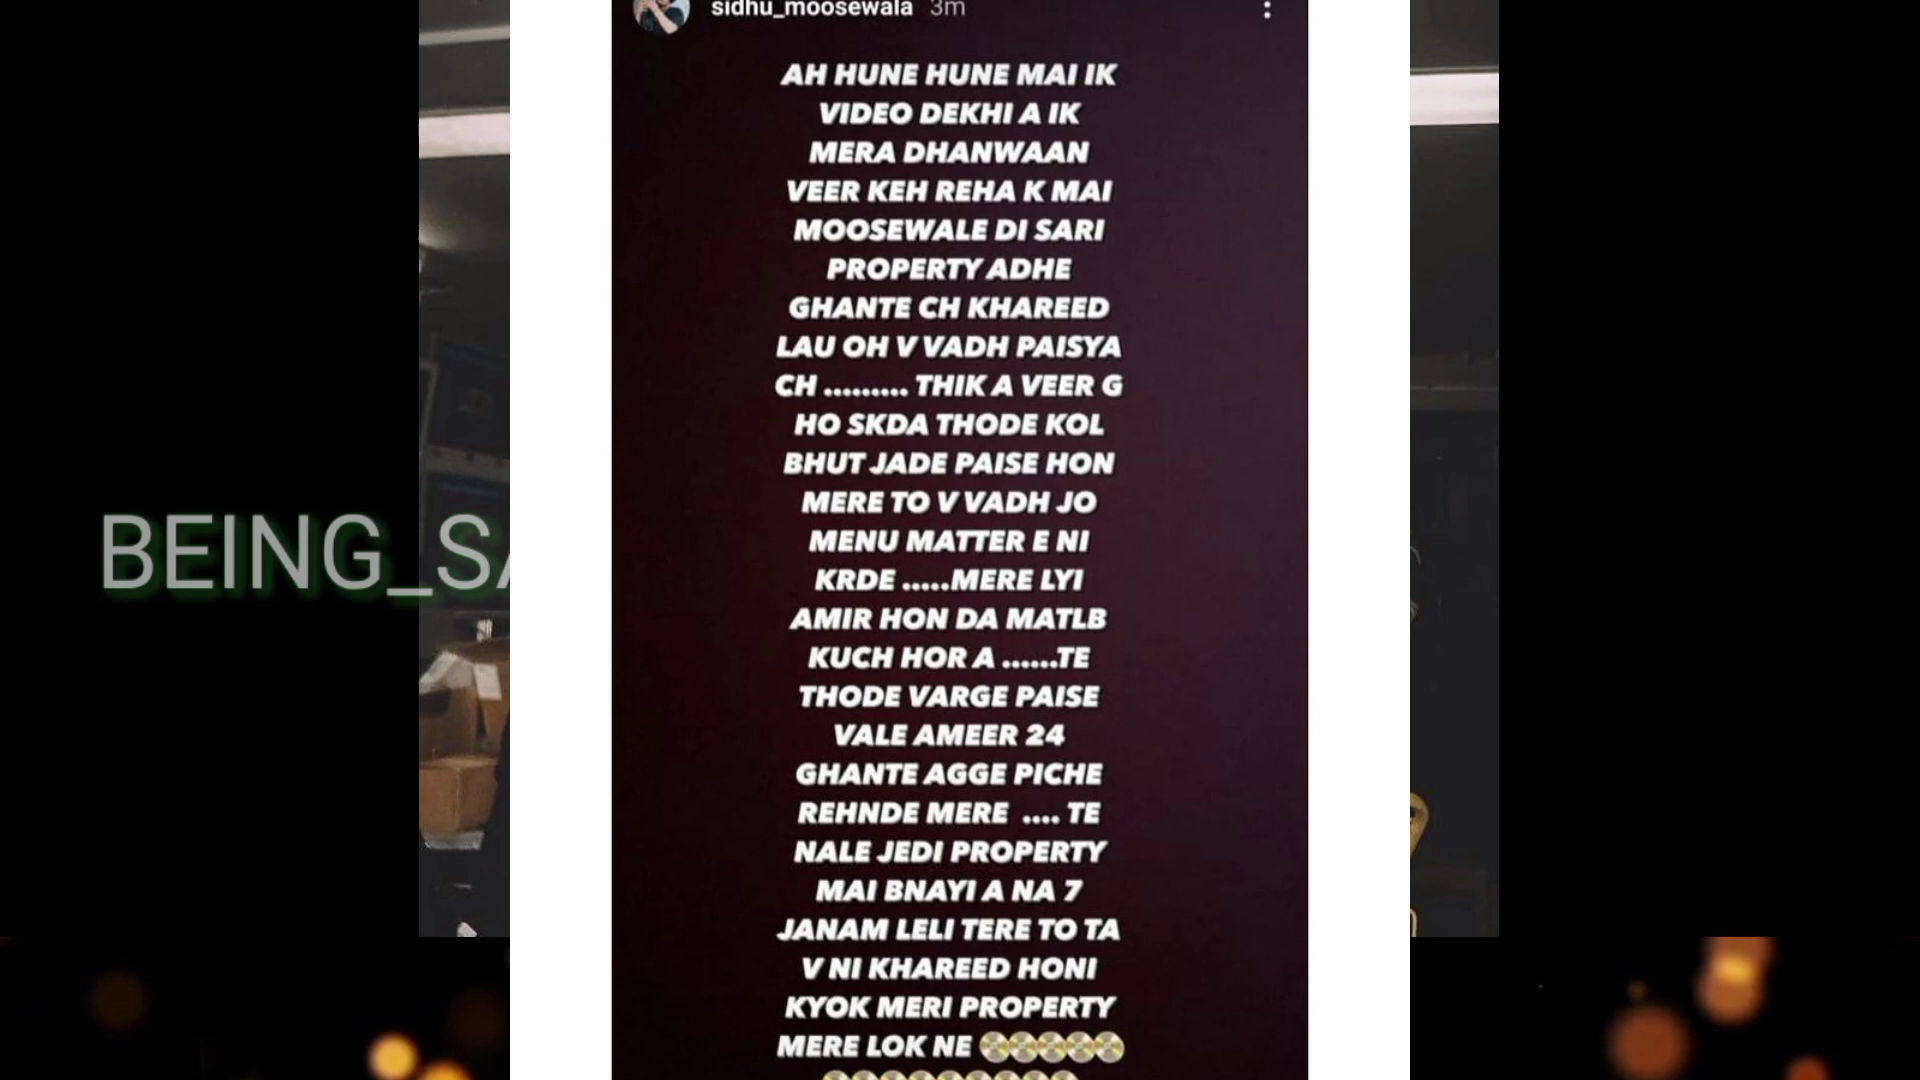 sidhu_moosewala 3m
AH HUNE HUNE MAI IK
VIDEO DEKHI A IK
MERA DHANWAAN
VEER KEH REHA K MAI
MOOSEWALE DI SARI
PROPERTY ADHE
GHANTE CH KHAREED
LAU OH V VADH PAISYA
CH ......... THIK A VEER G
HO SKDA THODE KOL
BHUT JADE PAISE HON
MERE TO V VADH JO
MENU MATTER E NI
KRDE .....MERE LYI
AMIR HON DA MATLB
KUCH HOR A ......TE
THODE VARGE PAISE
VALE AMEER 24
GHANTE AGGE PICHE
REHNDE MERE .... TE
NALE JEDI PROPERTY
MAI BNAYI A NA 7
JANAM LELI TERE TO TA
V NI KHAREED HONI
KYOK MERI PROPERTY
MERE LOK NE
BEING_SA